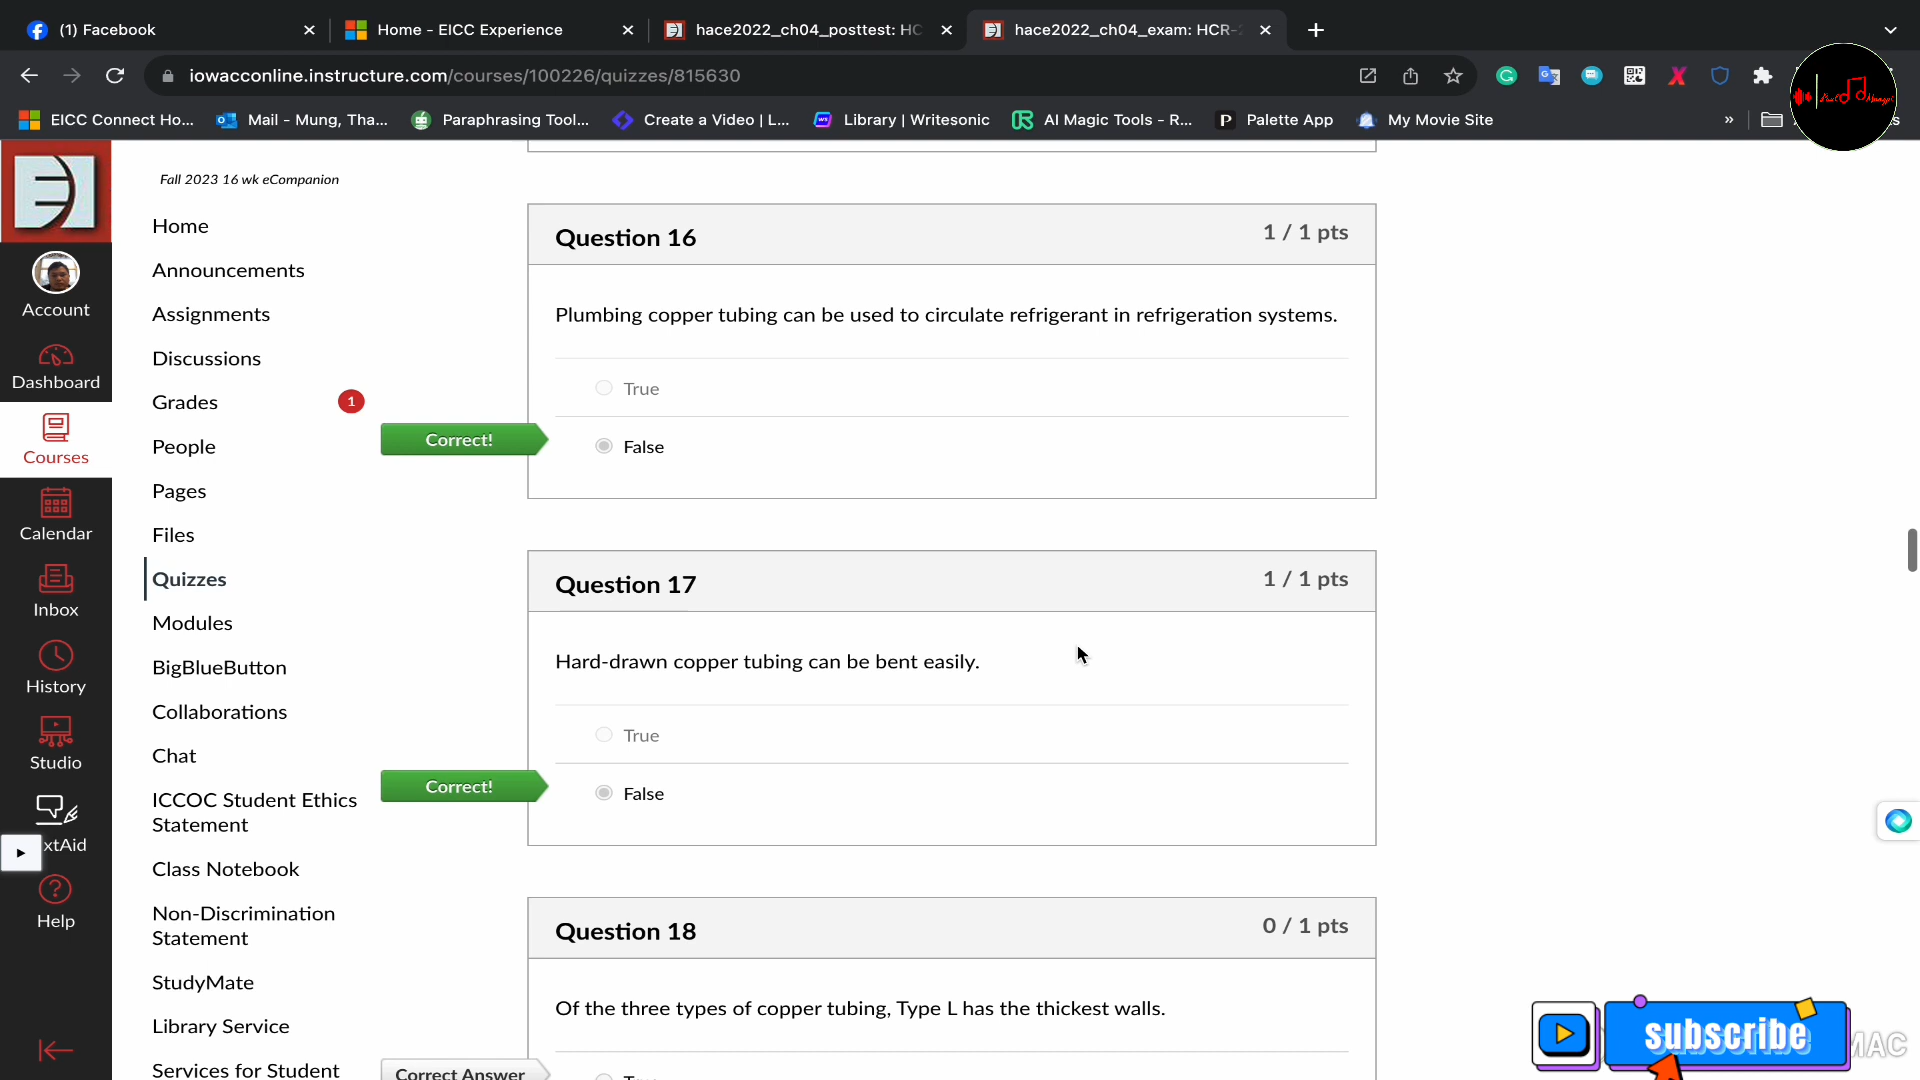 (1) Facebook
Home - EICC Experience
hace2022_ch04_posttest: HC
hace2022_ch04_exam: HCR-
iowacconline.instructure.com/courses/100226/quizzes/815630
EICC Connect Ho...
Mail - Mung, Tha...
Paraphrasing Tool...
Create a Video | L...
Library | Writesonic
AI Magic Tools - R...
Palette App
My Movie Site
»
Fall 2023 16 wk eCompanion
Account
Dashboard
Courses
Calendar
Inbox
History
Studio
xtAid
Help
Home
Announcements
Assignments
Discussions
Grades
1
People
Pages
Files
Quizzes
Modules
BigBlueButton
Collaborations
Chat
ICCOC Student Ethics
Statement
Class Notebook
Non-Discrimination
Statement
StudyMate
Library Service
Services for Student
Question 16
1 / 1 pts
Plumbing copper tubing can be used to circulate refrigerant in refrigeration systems.
True
Correct!
False
Question 17
1 / 1 pts
Hard-drawn copper tubing can be bent easily.
True
Correct!
False
Question 18
0 / 1 pts
Of the three types of copper tubing, Type L has the thickest walls.
Correct Answer
True
subscribe
MAC